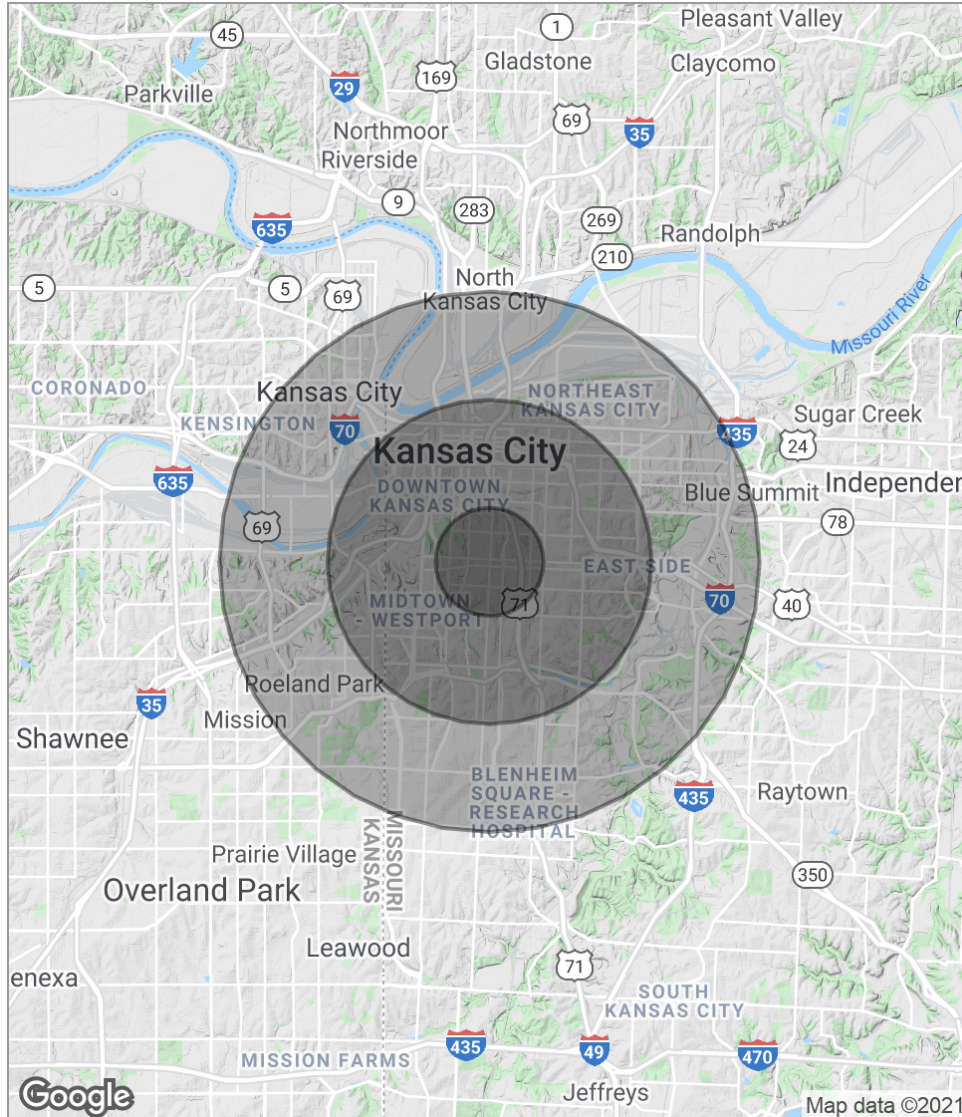 Pleasant Valley
1
45
Gladstone
Claycomo
169
29
Parkville
69
35
Northmoor
Riverside
9
283
269
635
Randolph
210
North
Kansas City
5
5
69
Missouri River
CORONADO
Kansas City
NORTHEAST
KANSAS CITY
KENSINGTON
70
435
Sugar Creek
24
Kansas City
635
DOWNTOWN
KANSAS CITY
Blue Summit
Independen
69
78
EAST SIDE
MIDTOWN
- WESTPORT
71
70
40
Roeland Park
35
Mission
Shawnee
BLENHEIM
SQUARE -
RESEARCH
HOSPITAL
435
Raytown
KANSAS
MISSOURI
Prairie Village
350
Overland Park
Leawood
71
enexa
SOUTH
KANSAS CITY
MISSION FARMS
435
49
470
Jeffreys
Google
Map data ©2021